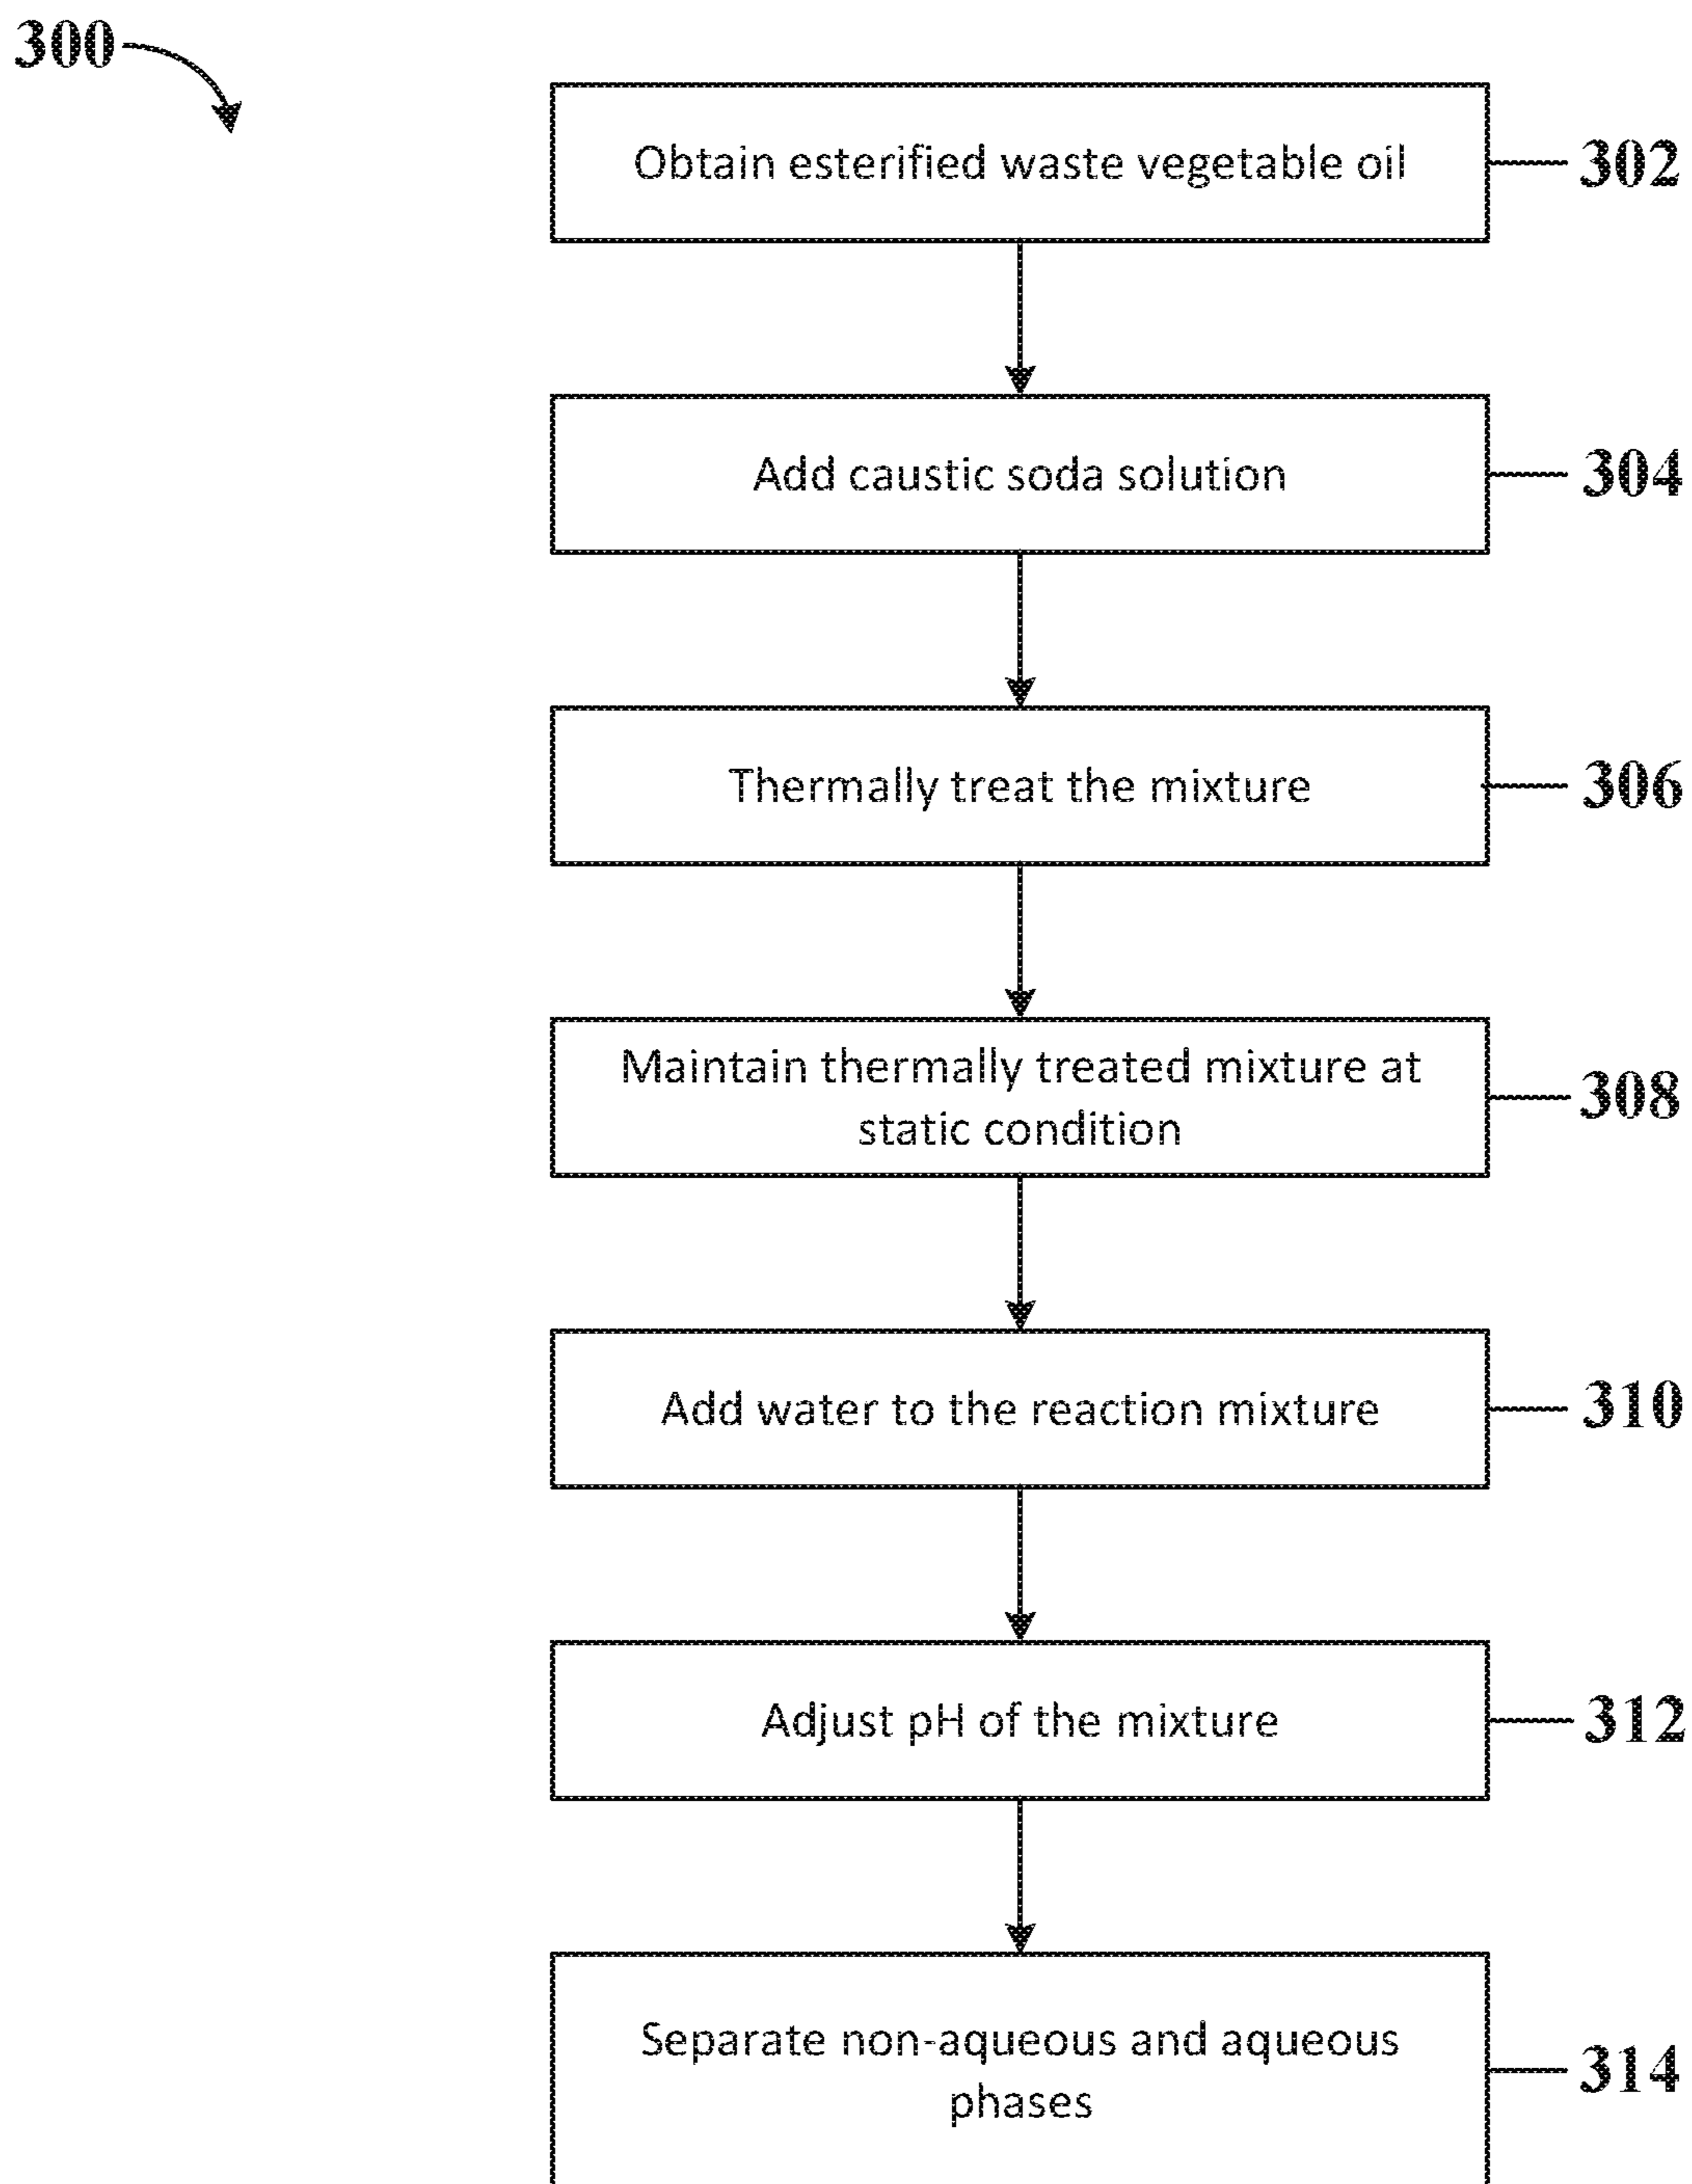 300
Obtain esterified waste vegetable oil
302
Add caustic soda solution
304
Thermally treat the mixture
306
Maintain thermally treated mixture at
static condition
308
Add water to the reaction mixture
310
Adjust pH of the mixture
312
Separate non-aqueous and aqueous
phases
314